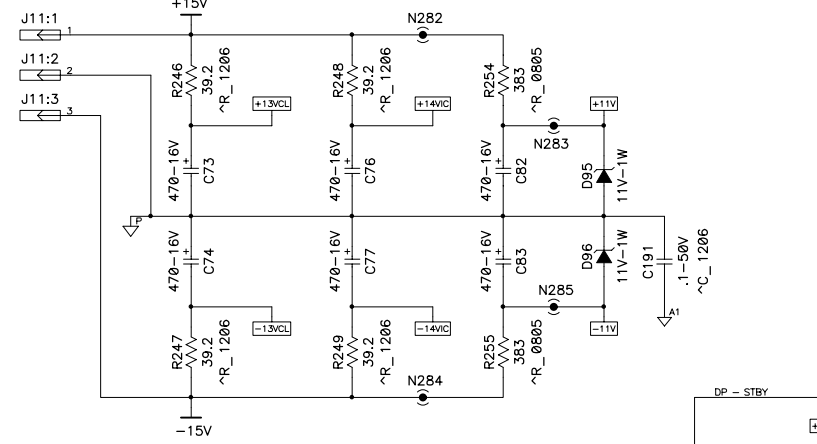 +15V
J11:1
1
N282
J11:2
2
J11:3
3
R246
39.2
^R_1206
R248
39.2
^R_1206
R254
383
^R_0805
+13VCL
+14VIC
+11V
N283
470-16V
+
C73
470-16V
+
C76
470-16V
+
C82
D95
11V-1W
P
470-16V
+
C74
470-16V
+
C77
470-16V
+
C83
D96
11V-1W
C191
.1-50V
^C_1206
N285
A1
-13VCL
-14VIC
-11V
R247
39.2
^R_1206
R249
39.2
^R_1206
R255
383
^R_0805
N284
-15V
DP - STBY
+